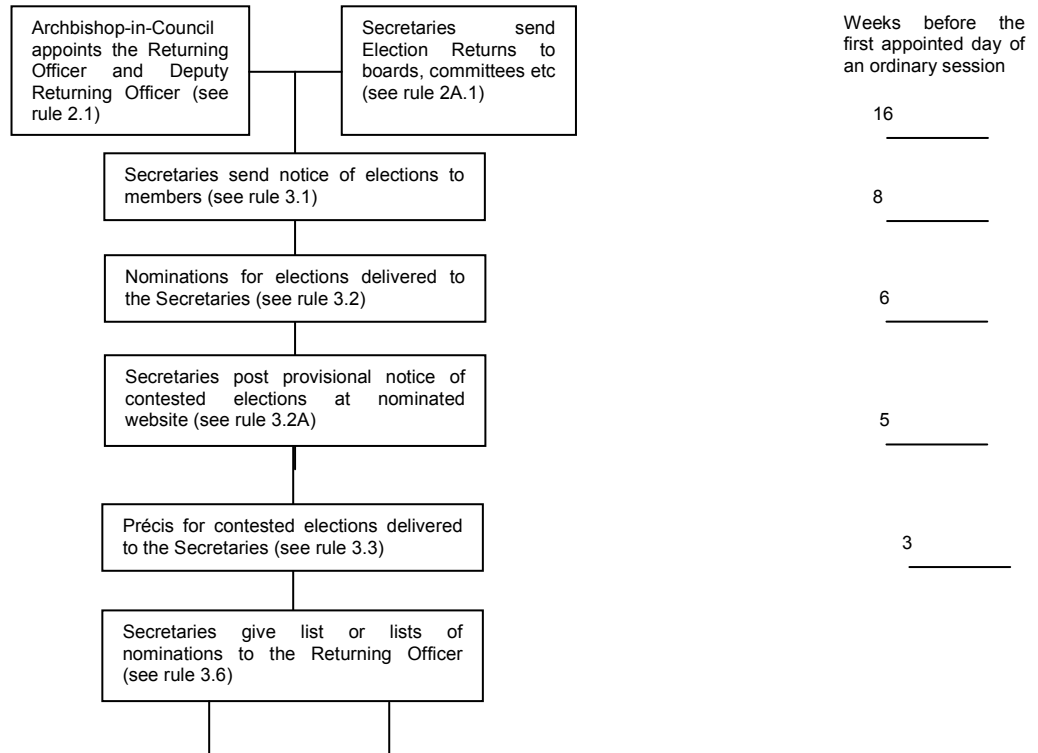 Archbishop-in-Council
appoints the Returning
Officer and Deputy
Returning Officer (see
rule 2.1)
Secretaries send
Election Returns to
boards, committees etc
(see rule 2A.1)
Weeks before the
first appointed day of
an ordinary session
16
Secretaries send notice of elections to
members (see rule 3.1)
8
Nominations for elections delivered to
the Secretaries (see rule 3.2)
6
Secretaries post provisional notice of
contested elections at nominated
website (see rule 3.2A)
5
Précis for contested elections delivered
to the Secretaries (see rule 3.3)
3
Secretaries give list or lists of
nominations to the Returning Officer
(see rule 3.6)